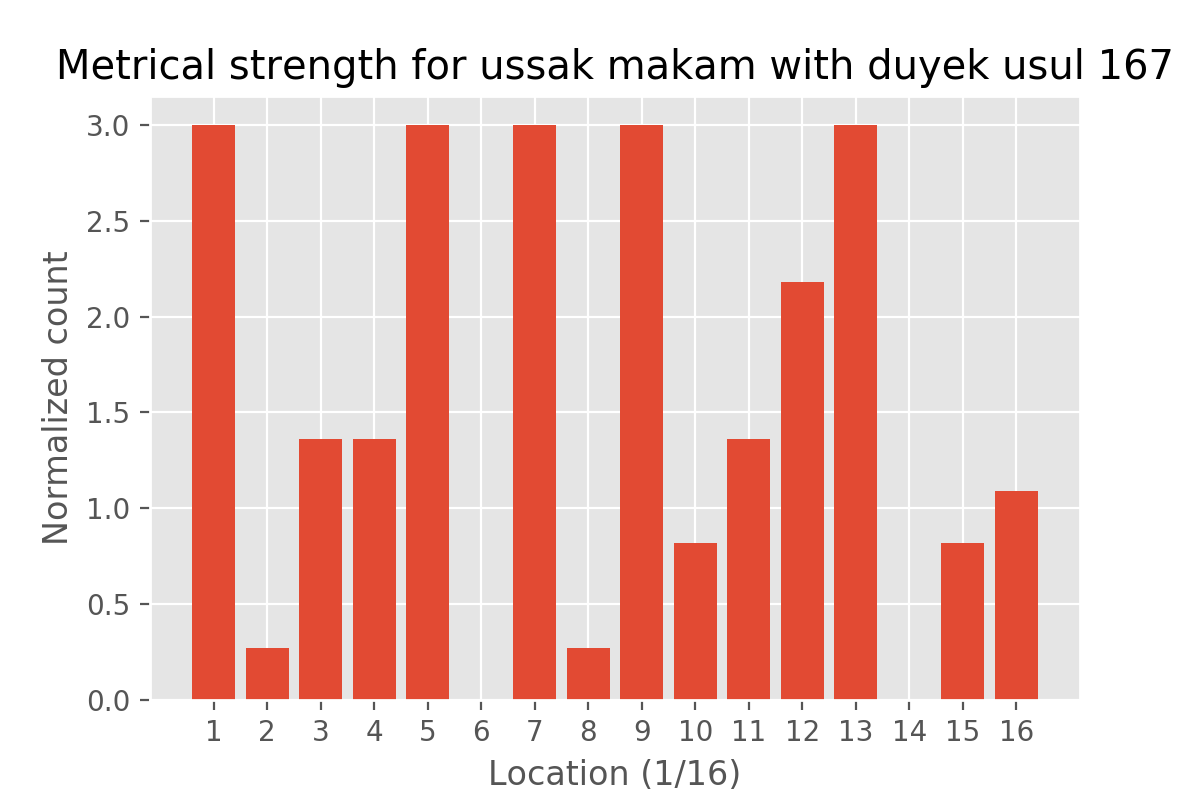 Metrical strength for ussak makam with duyek usul 167
3.0
2.5
2.0
1.5
1.0
0.5
0.0
Normalized count
1 2 3 4 5 6 7 8 9 10 11 12 13 14 15 16
Location (1/16)